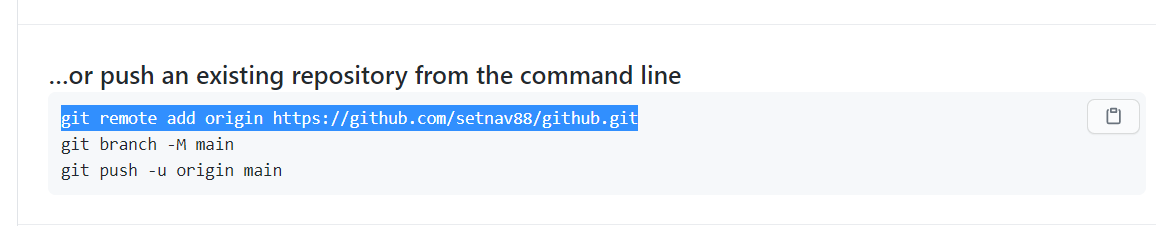 ...or push an existing repository from the command line
git remote add origin https://github.com/setnav88/github.git
git branch -M main
git push -u origin main